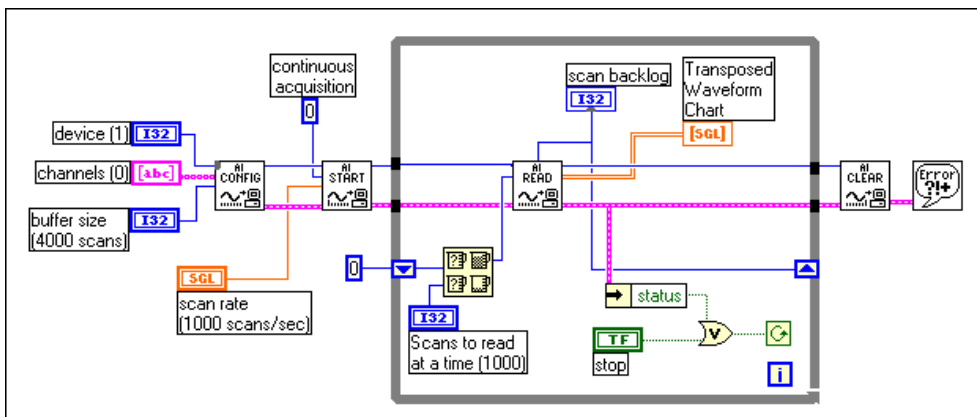 continuous
acquisition
0
scan backlog
I32
Transposed
Waveform
Chart
[SGL]
device (1)
I32
channels (0)
[abc]
buffer size
(4000 scans)
I32
AI
CONFIG
AI
START
AI
READ
AI
CLEAR
Error
?!+
SGL
scan rate
(1000 scans/sec)
0
I32
Scans to read
at a time (1000)
status
TF
stop
V
i